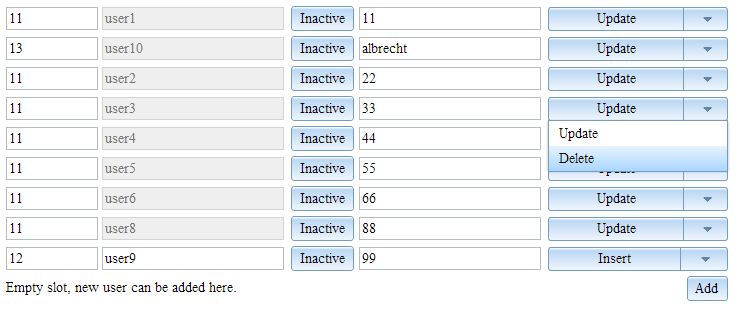 11 user1 Inactive 11 Update
13 user10 Inactive albrecht Update
11 user2 Inactive 22 Update
11 user3 Inactive 33 Update
11 user4 Inactive 44 Update
11 user5 Inactive 55 Delete
11 user6 Inactive 66 Update
11 user8 Inactive 88 Update
12 user9 Inactive 99 Insert
Empty slot, new user can be added here. Add